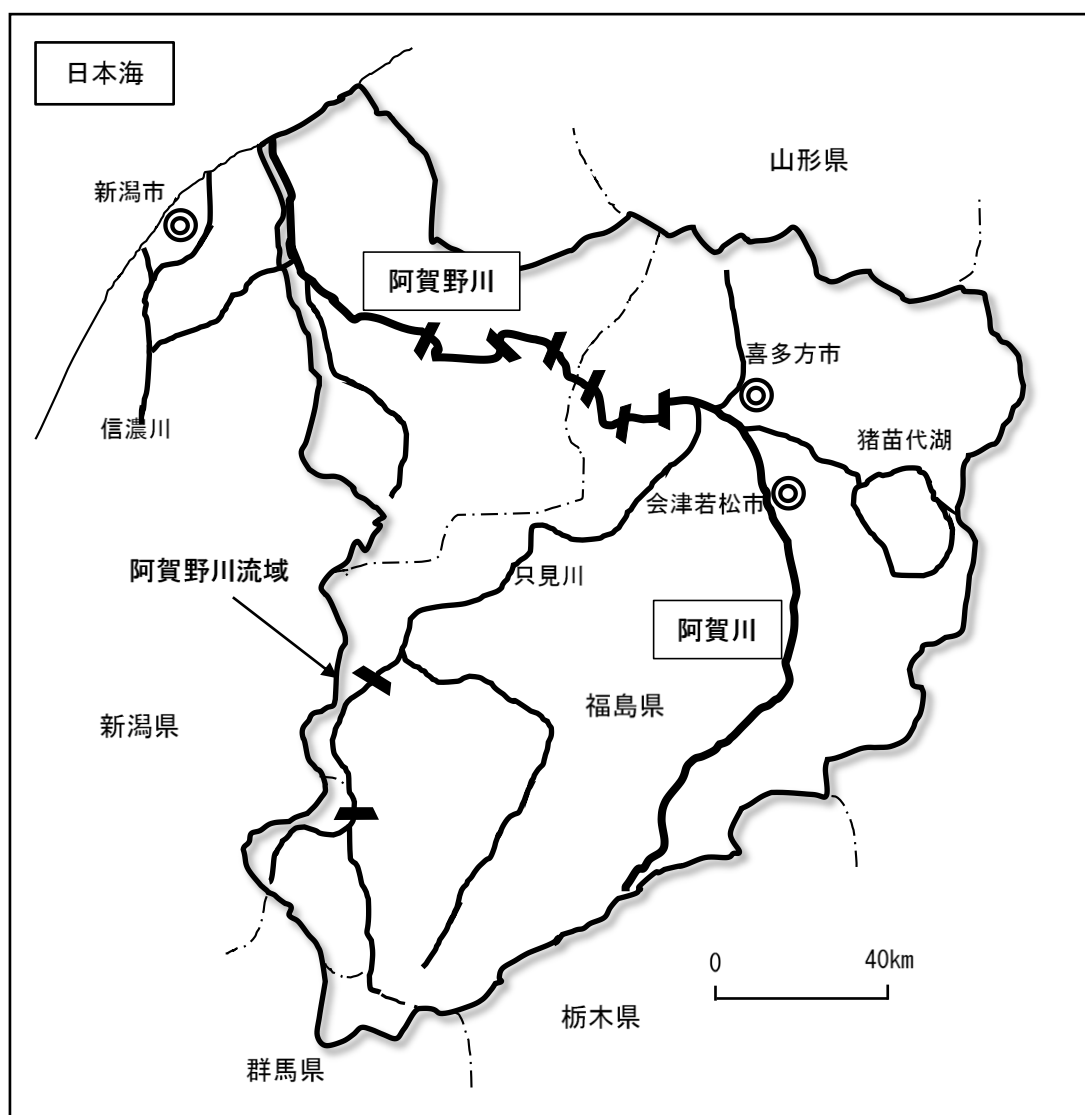 日本海
山形県
新潟市
阿賀野川
喜多方市
信濃川
猪苗代湖
会津若松市
阿賀野川流域
只見川
阿賀川
新潟県
福島県
0 40km
栃木県
群馬県